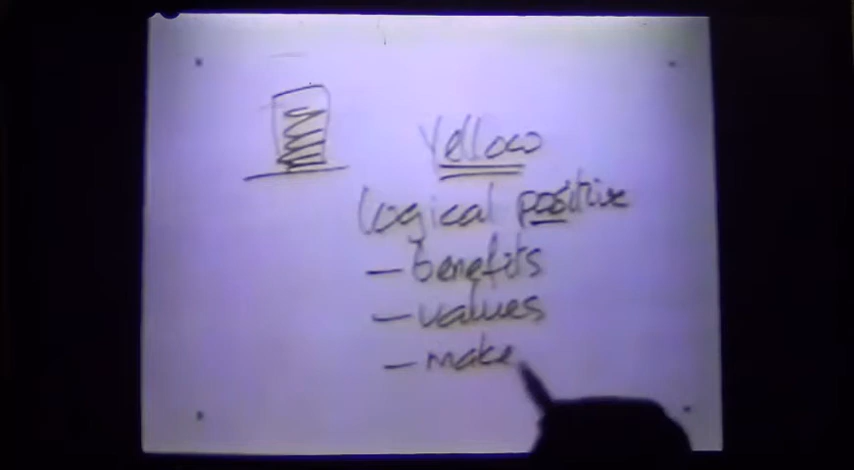 Yellow
logical positive
- benefits
- values
- make